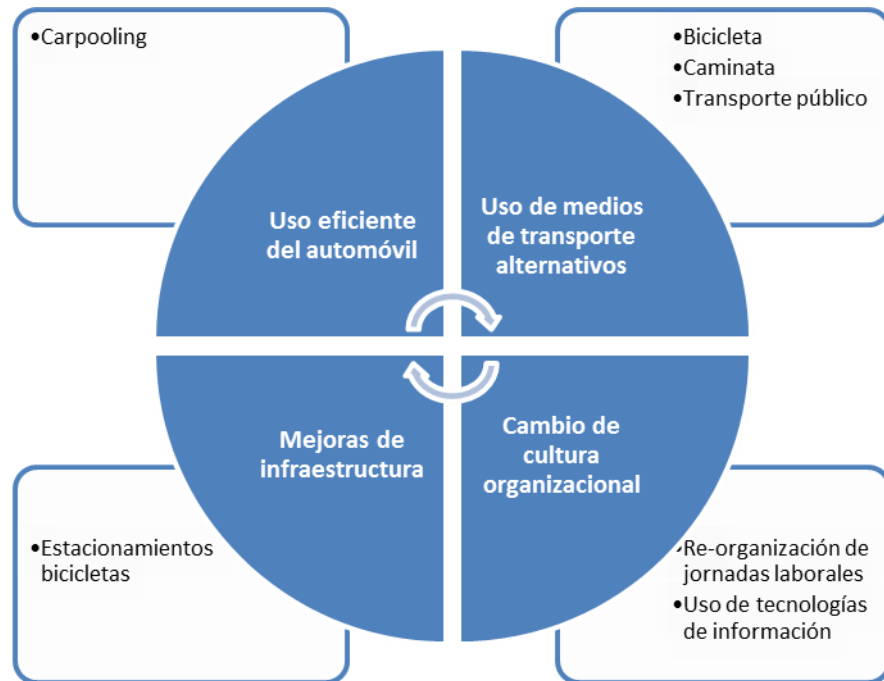 •Carpooling
•Bicicleta
•Caminata
•Transporte público
Uso eficiente
del automóvil
Uso de medios
de transporte
alternativos
Mejoras de
infraestructura
Cambio de
cultura
organizacional
•Estacionamientos
bicicletas
•Re-organización de
jornadas laborales
•Uso de tecnologías
de información